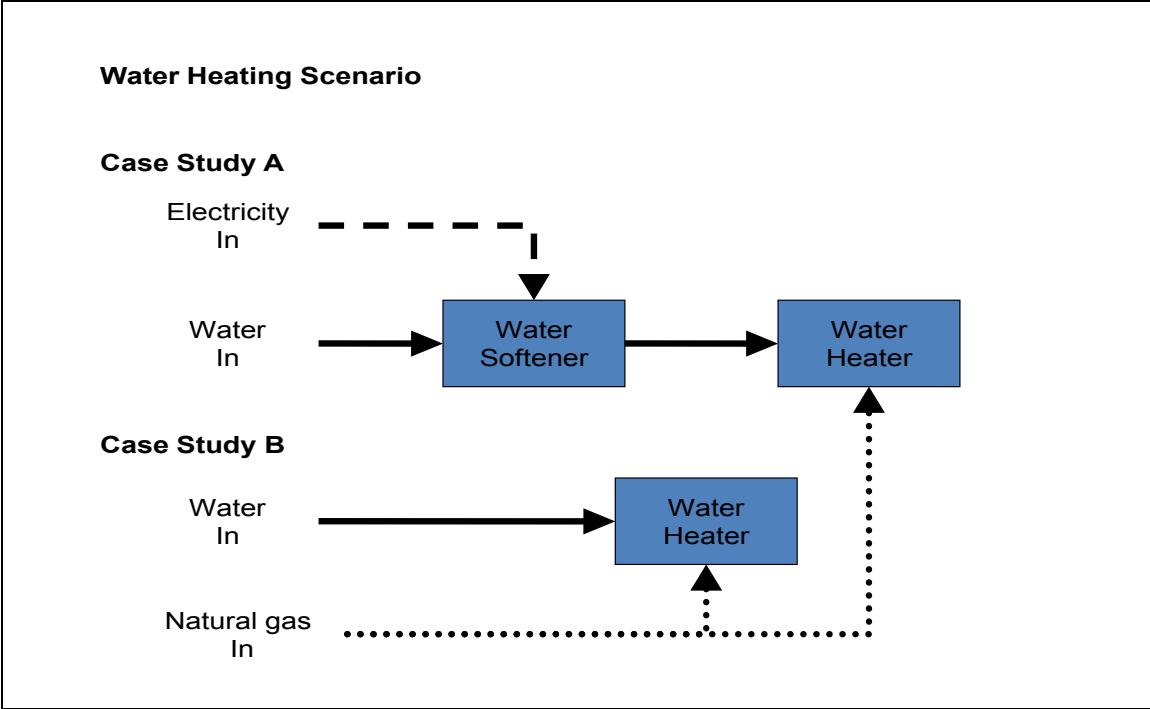 Water Heating Scenario
Case Study A
Electricity
In
Water
In
Water
Softener
Water
Heater
Case Study B
Water
In
Water
Heater
Natural gas
In